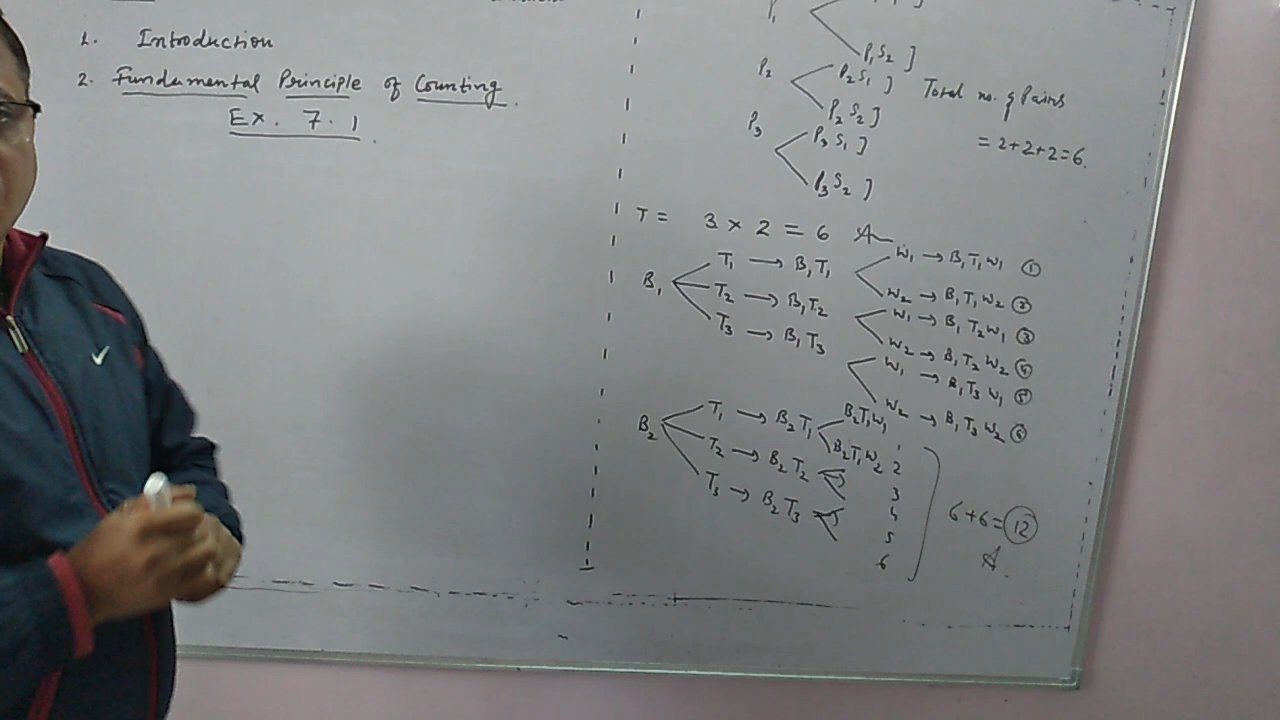 1. Introduction
2. Fundamental Principle of Counting.
Ex. 7.1.
P1
P1S2]
P2
P2S1]
P2S2]
Total no. of Pairs
= 2+2+2=6.
P3
P3S1]
P3S2]
T = 3 × 2 = 6
B1
T1 → B1T1
T2 → B1T2
T3 → B1T3
W1 → B1T1W1 ①
W2 → B1T1W2 ②
W1 → B1T2W1 ③
W2 → B1T2W2
W1 → B1T3W1 ⑤
W2 → B1T3W2 ⑥
B2
T1 → B2T1
B2T1W1 1
B2T1W2 2
T2 → B2T2
3
4
T3 → B2T3
5
6
6+6=⑫